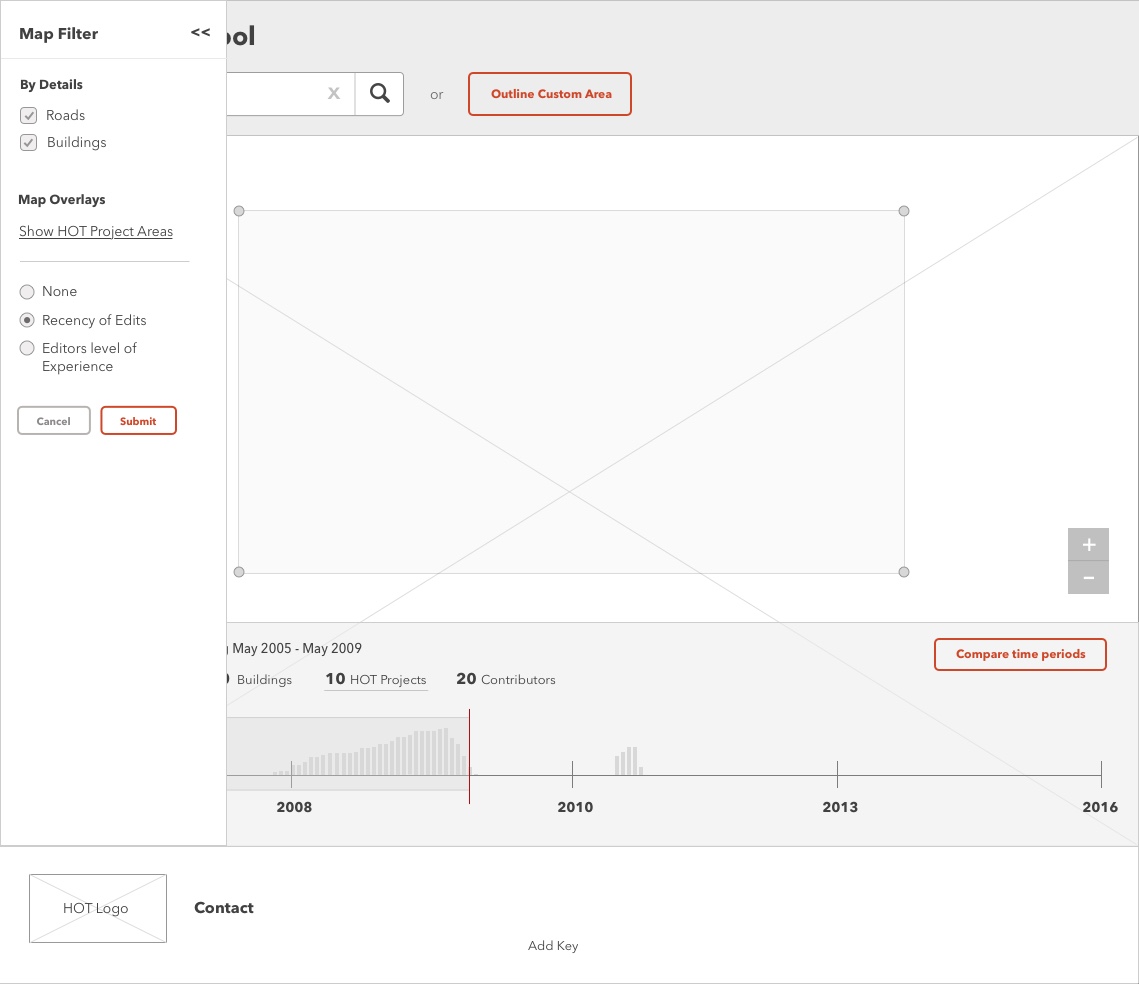 Map Filter <<
By Details
Roads
Buildings
Map Overlays
Show HOT Project Areas
None
Recency of Edits
Editors level of
Experience
Cancel Submit
X
or
Outline Custom Area
+
−
May 2005 - May 2009
Buildings 10 HOT Projects 20 Contributors
Compare time periods
2008 2010 2013 2016
HOT Logo
Contact
Add Key